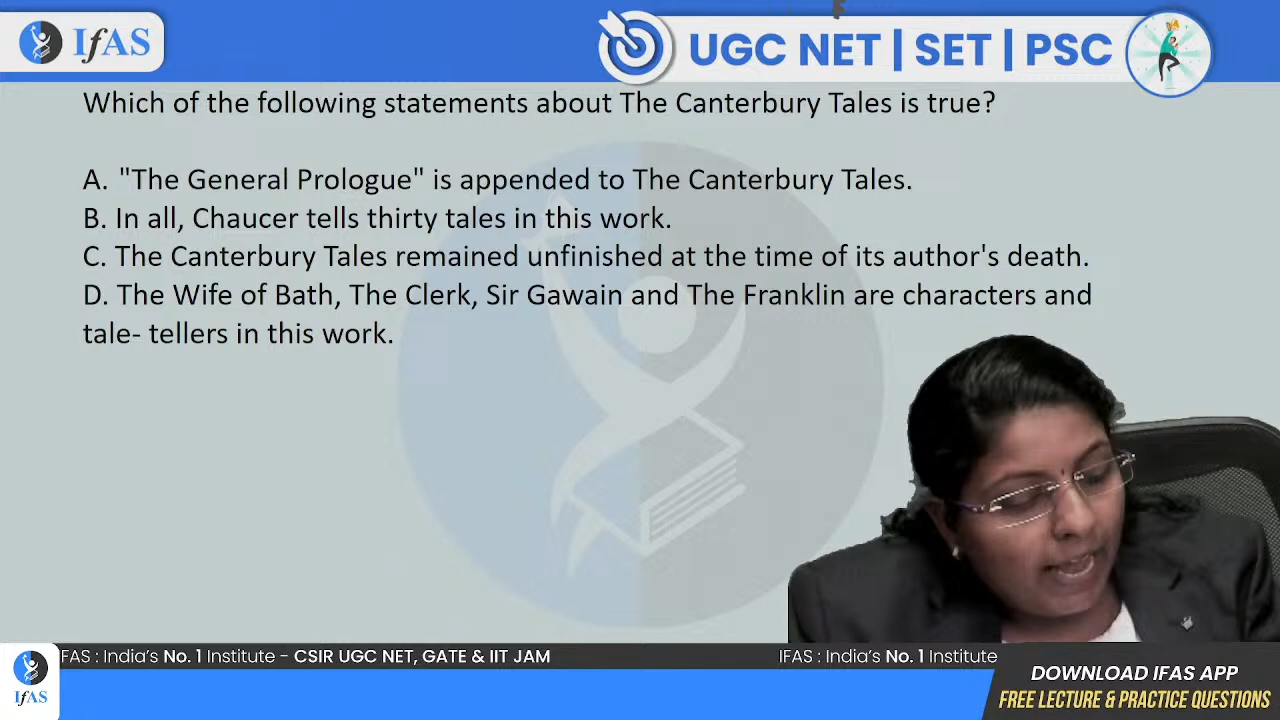 IfAS
UGC NET | SET | PSC
Which of the following statements about The Canterbury Tales is true?
A. "The General Prologue" is appended to The Canterbury Tales.
B. In all, Chaucer tells thirty tales in this work.
C. The Canterbury Tales remained unfinished at the time of its author's death.
D. The Wife of Bath, The Clerk, Sir Gawain and The Franklin are characters and
tale- tellers in this work.
FAS : India's No. 1 Institute - CSIR UGC NET, GATE & IIT JAM
IFAS : India's No. 1 Institute
IfAS
DOWNLOAD IFAS APP
FREE LECTURE & PRACTICE QUESTIONS